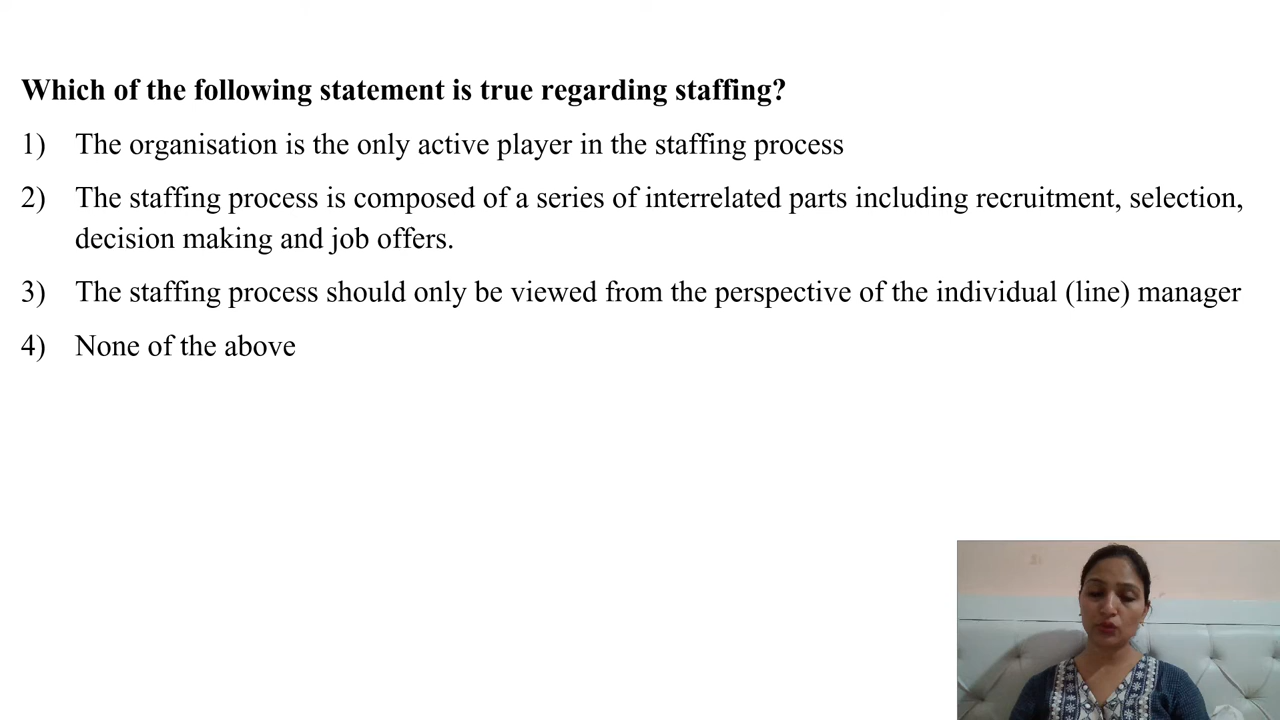 Which of the following statement is true regarding staffing?
1) The organisation is the only active player in the staffing process
2) The staffing process is composed of a series of interrelated parts including recruitment, selection,
decision making and job offers.
3) The staffing process should only be viewed from the perspective of the individual (line) manager
4) None of the above